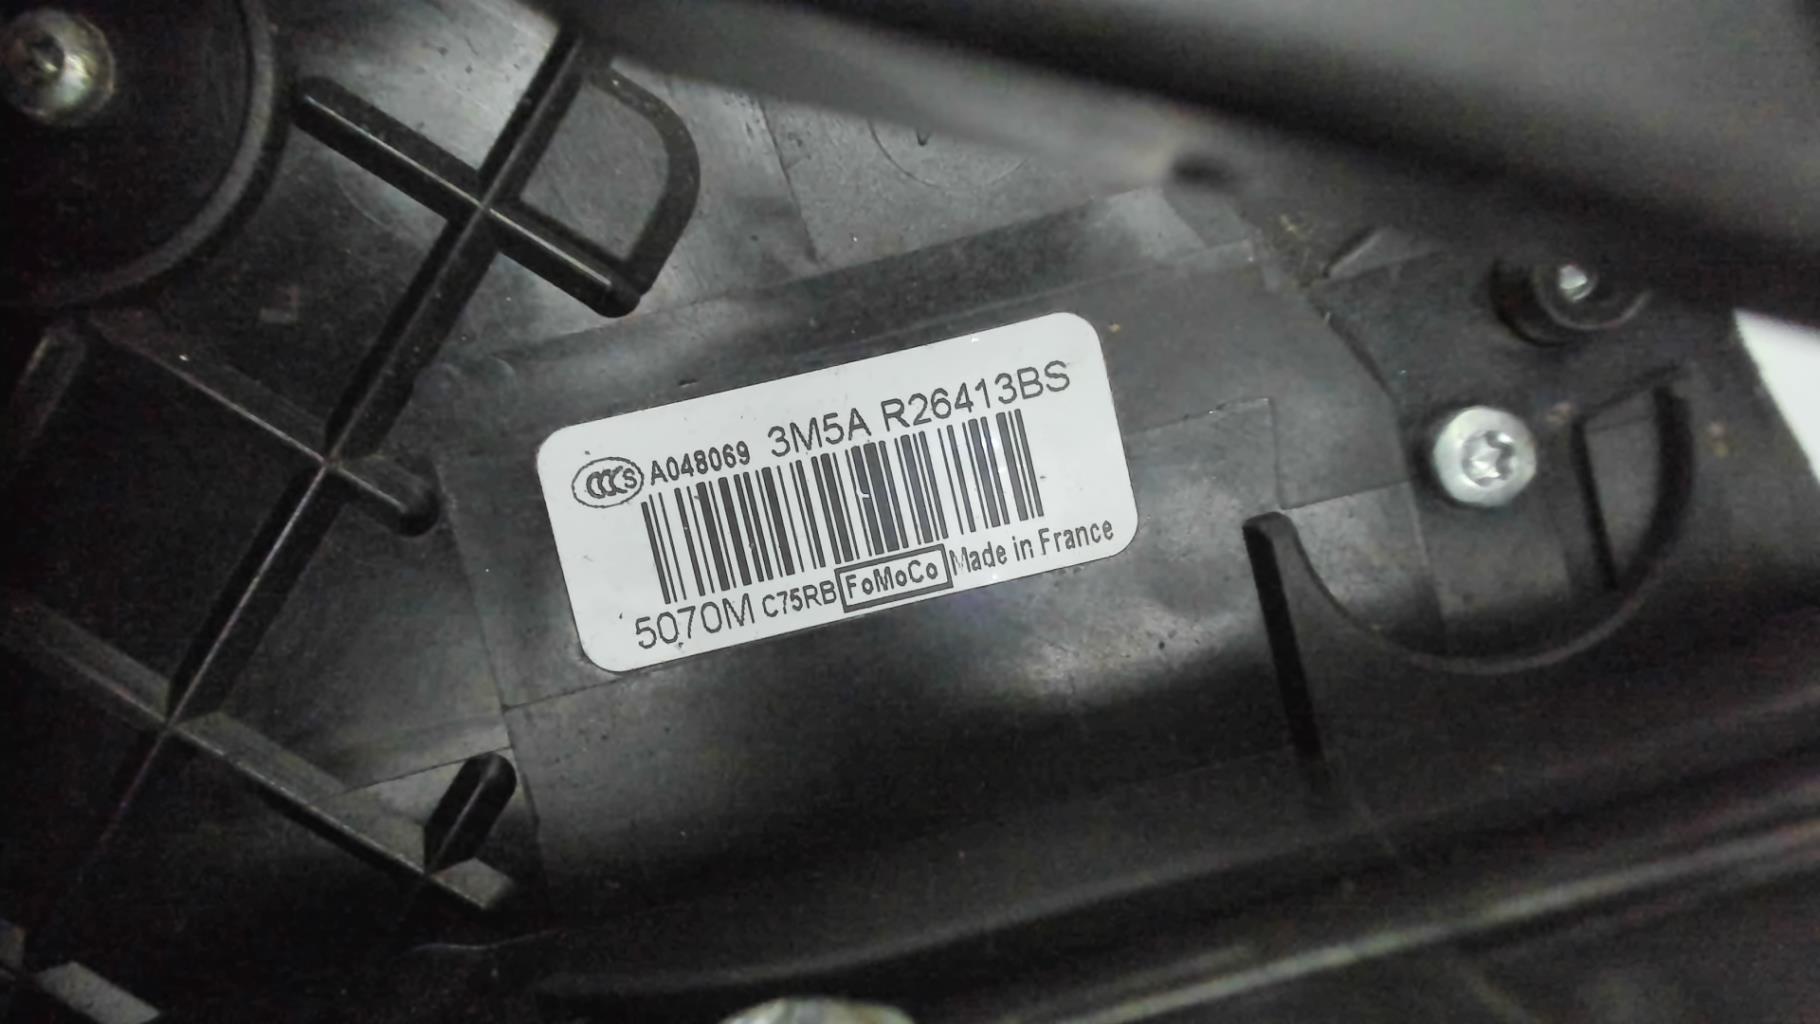 CCCS A048069 3M5A R26413BS
5070M C75RB FoMoCo Made in France